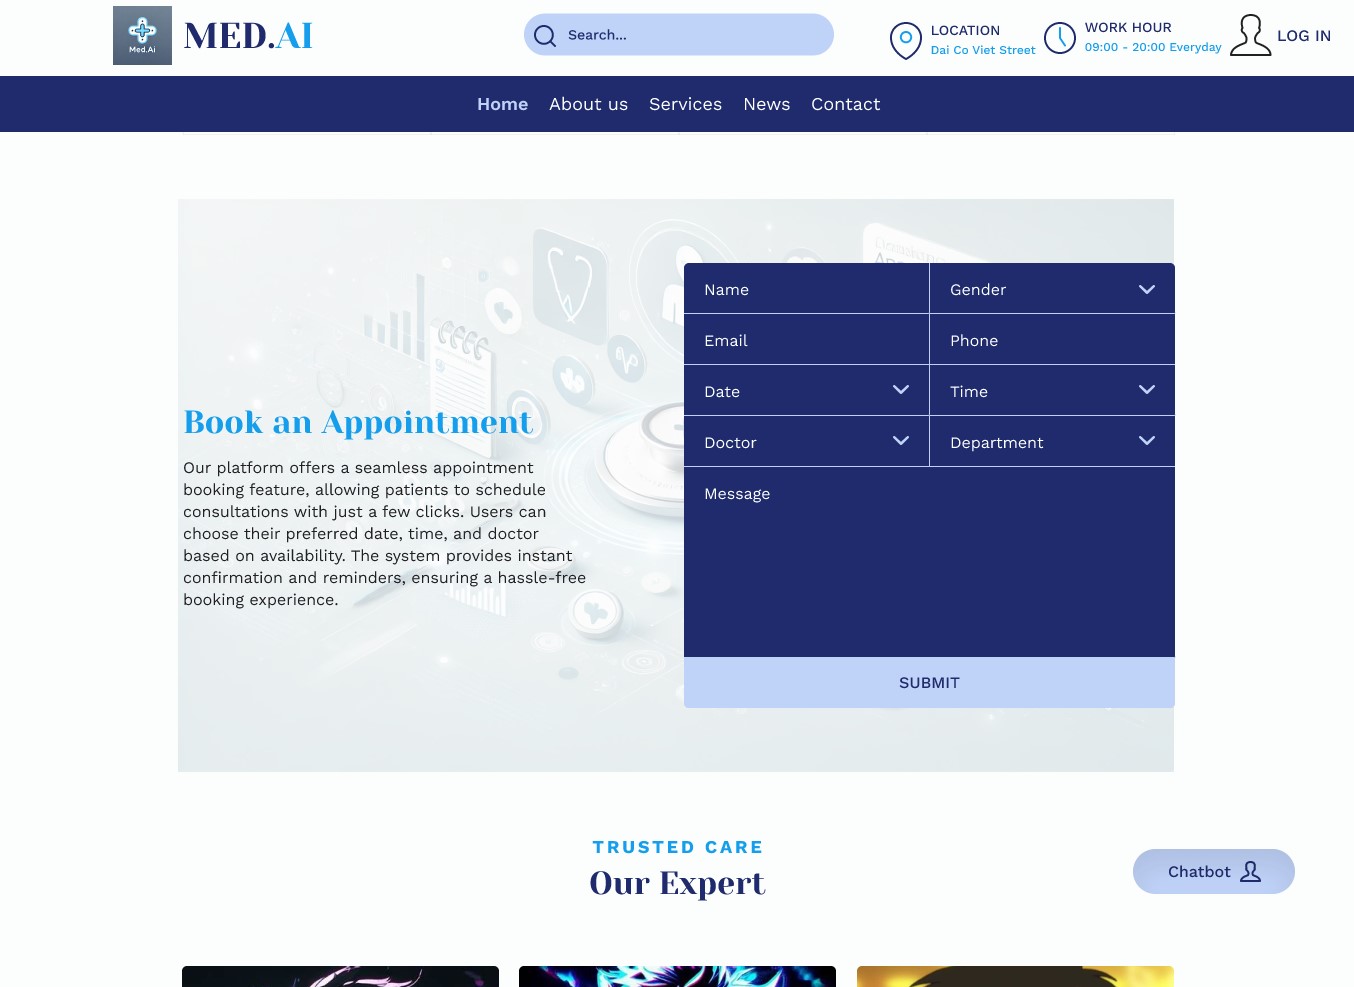 Med.Ai
MED.AI
Search...
LOCATION
Dai Co Viet Street
WORK HOUR
09:00 - 20:00 Everyday
LOG IN
Home About us Services News Contact
Book an Appointment
Our platform offers a seamless appointment
booking feature, allowing patients to schedule
consultations with just a few clicks. Users can
choose their preferred date, time, and doctor
based on availability. The system provides instant
confirmation and reminders, ensuring a hassle-free
booking experience.
Name
Gender
Email
Phone
Date
Time
Doctor
Department
Message
SUBMIT
TRUSTED CARE
Our Expert
Chatbot